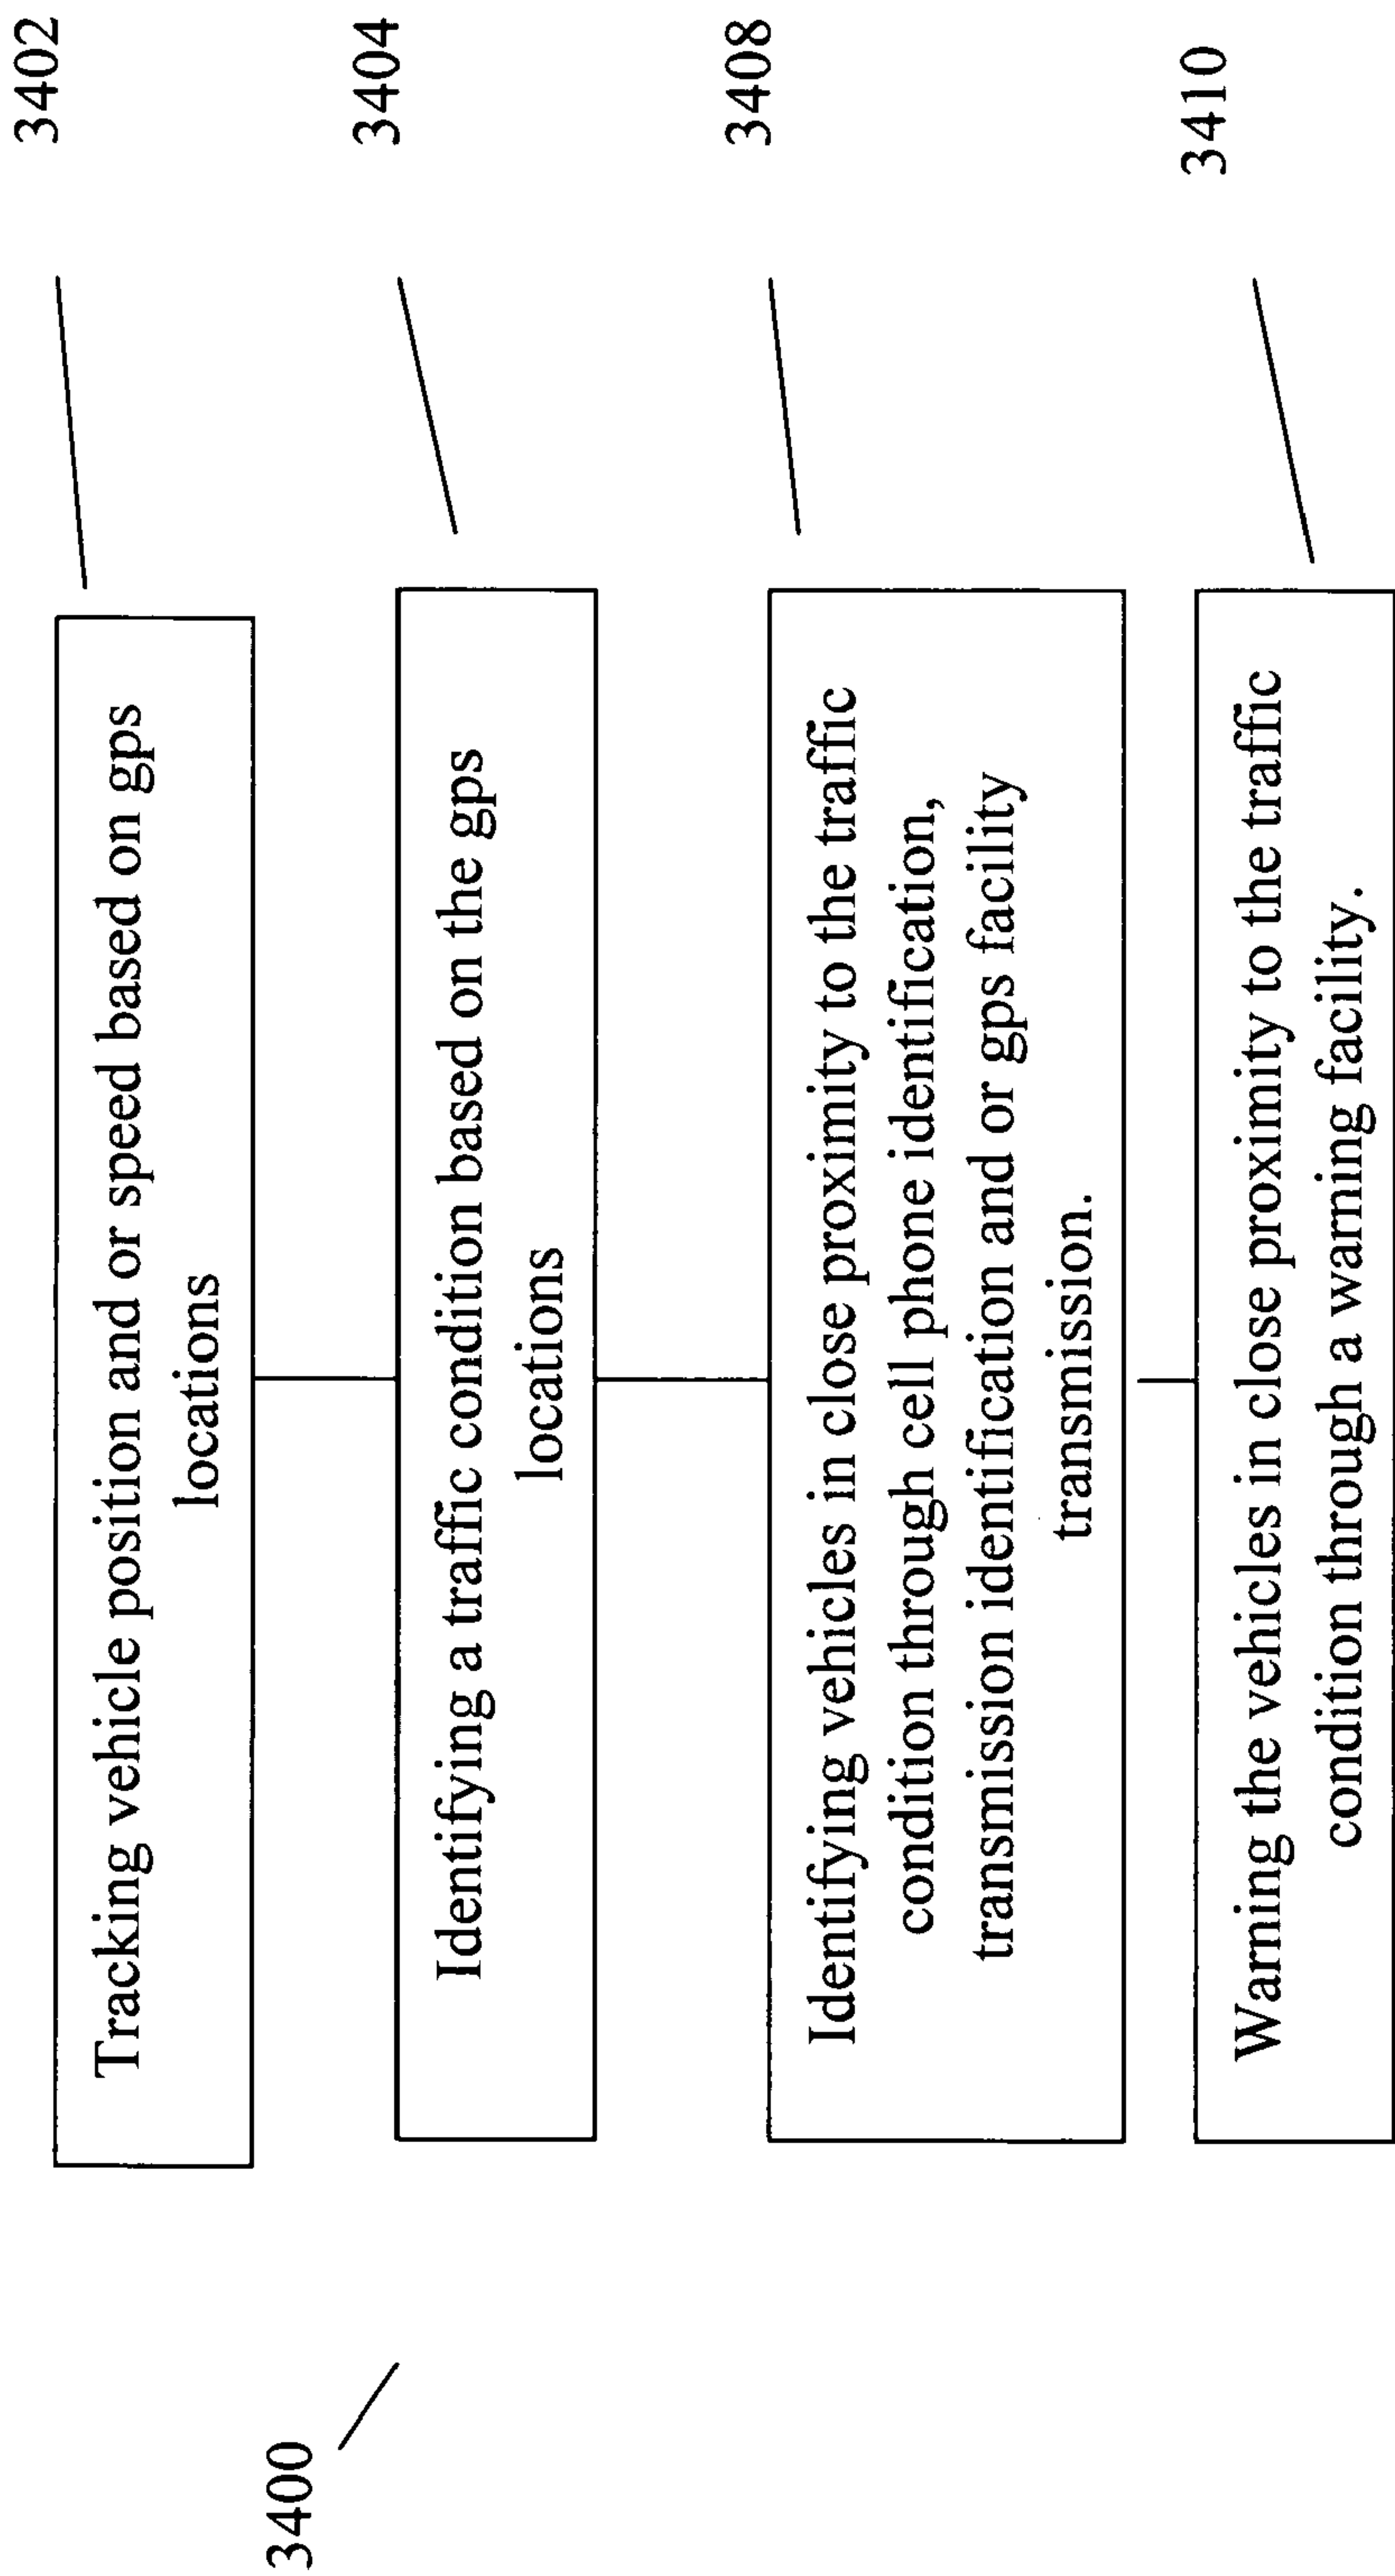 3400
Tracking vehicle position and or speed based on gps
locations
3402
Identifying a traffic condition based on the gps
locations
3404
Identifying vehicles in close proximity to the traffic
condition through cell phone identification,
transmission identification and or gps facility
transmission.
3408
Warning the vehicles in close proximity to the traffic
condition through a warning facility.
3410